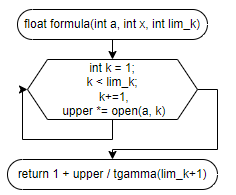 float formula(int a, int x, int lim_k)
int k = 1;
k < lim_k;
k+=1,
upper *= open(a, k)
return 1 + upper / tgamma(lim_k+1)